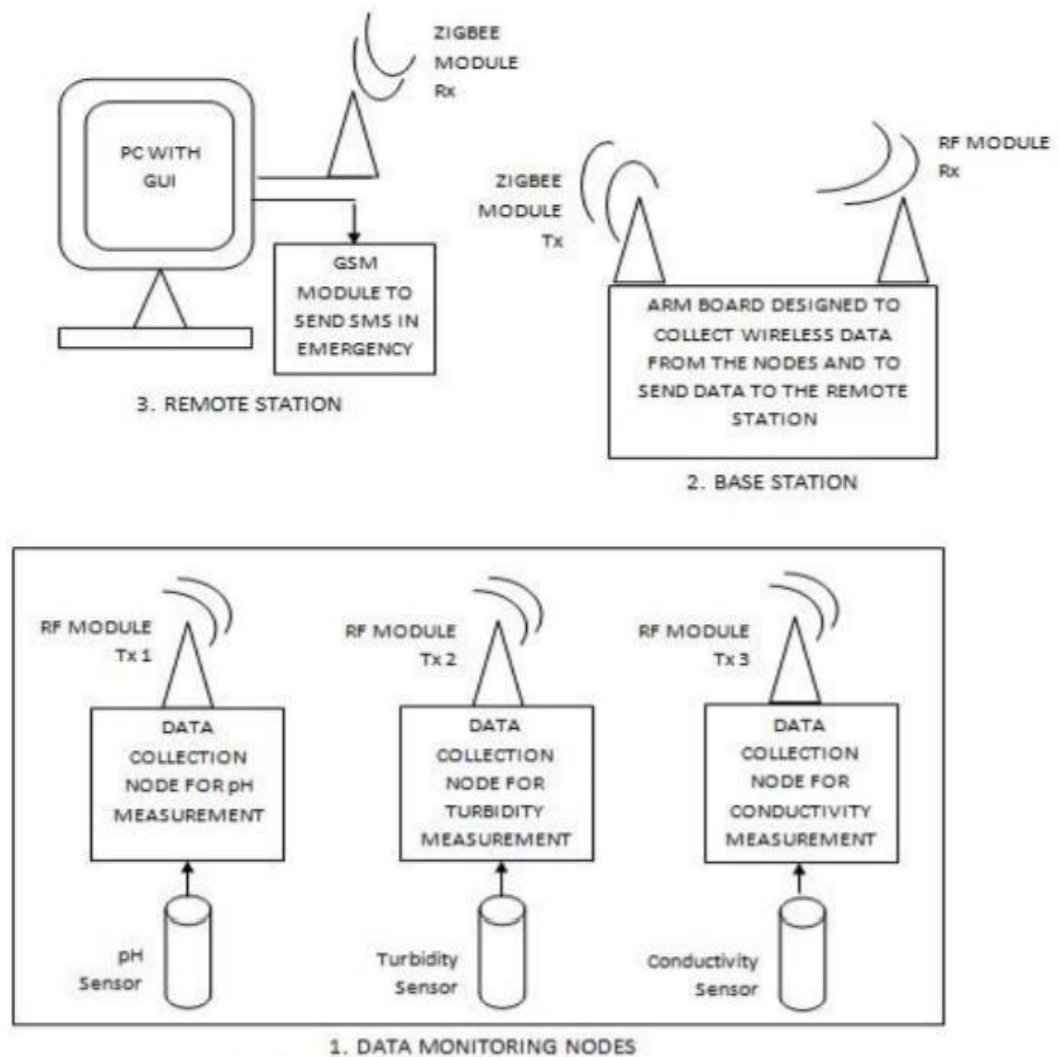 ZIGBEE
MODULE
Rx
PC WITH
GUI
GSM
MODULE TO
SEND SMS IN
EMERGENCY
3. REMOTE STATION
ZIGBEE
MODULE
Tx
RF MODULE
Rx
ARM BOARD DESIGNED TO
COLLECT WIRELESS DATA
FROM THE NODES AND TO
SEND DATA TO THE REMOTE
STATION
2. BASE STATION
RF MODULE
Tx 1
DATA
COLLECTION
NODE FOR pH
MEASUREMENT
pH
Sensor
RF MODULE
Tx 2
DATA
COLLECTION
NODE FOR
TURBIDITY
MEASUREMENT
Turbidity
Sensor
RF MODULE
Tx 3
DATA
COLLECTION
NODE FOR
CONDUCTIVITY
MEASUREMENT
Conductivity
Sensor
1. DATA MONITORING NODES